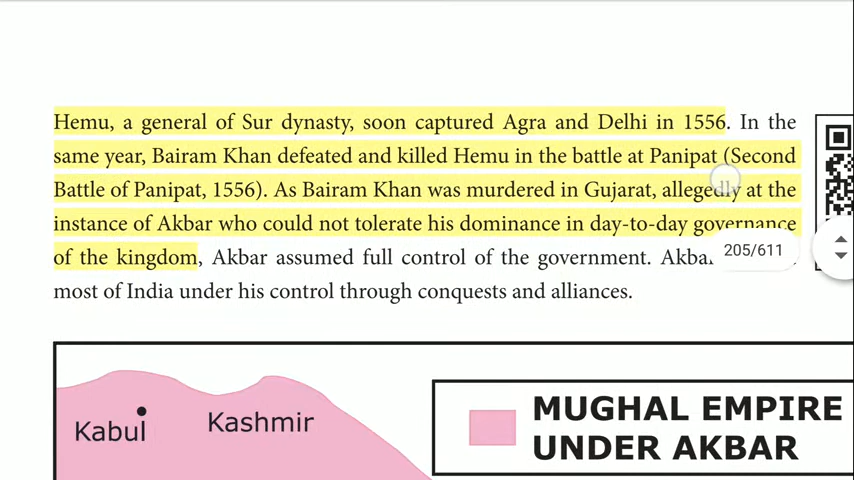 Hemu, a general of Sur dynasty, soon captured Agra and Delhi in 1556. In the
same year, Bairam Khan defeated and killed Hemu in the battle at Panipat (Second
Battle of Panipat, 1556). As Bairam Khan was murdered in Gujarat, allegedly at the
instance of Akbar who could not tolerate his dominance in day-to-day governance
of the kingdom, Akbar assumed full control of the government.
205/611
most of India under his control through conquests and alliances.
Kabul
Kashmir
MUGHAL EMPIRE
UNDER AKBAR